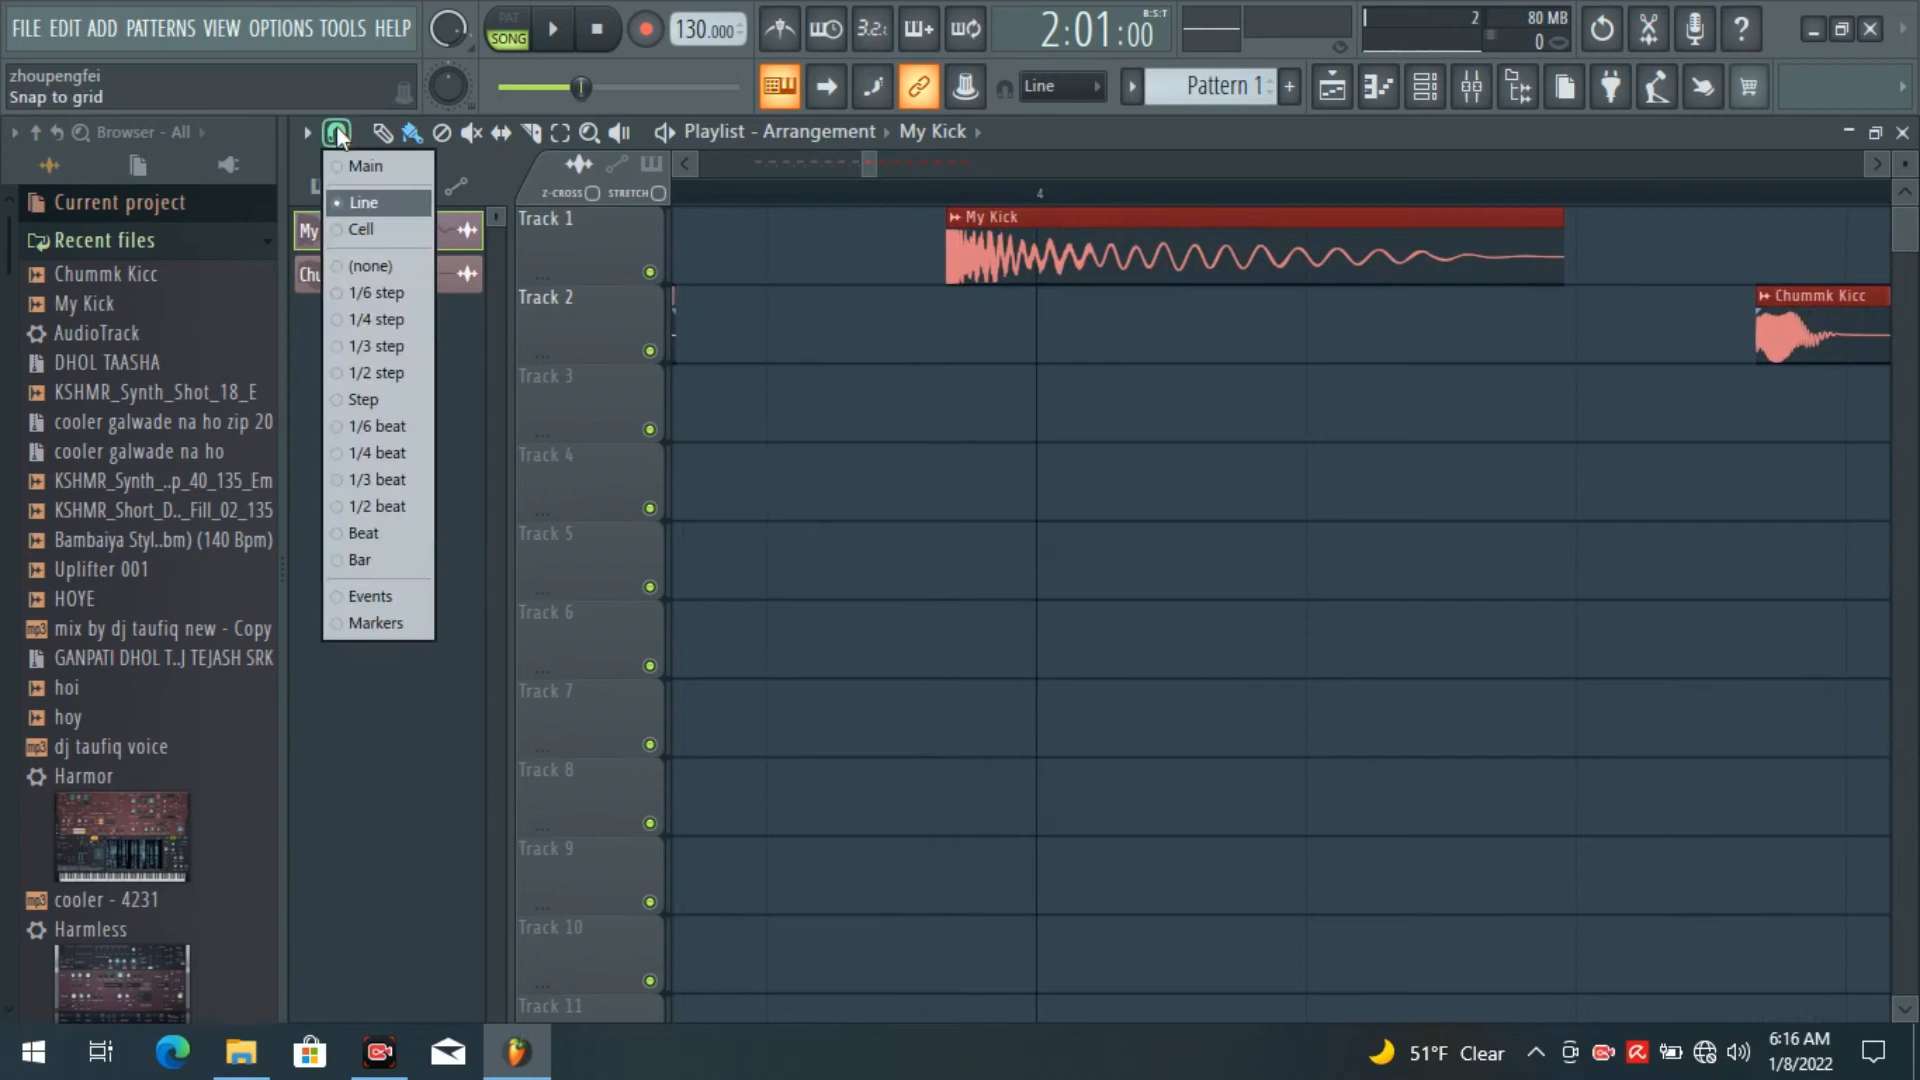 FILE EDIT ADD PATTERNS VIEW OPTIONS TOOLS HELP
PAT
SONG
130.000
3.2.
2:01:00
B:S:T
2
80 MB
0
zhoupengfei
Snap to grid
Line
Pattern 1
Browser - All
Playlist - Arrangement
My Kick
Current project
Recent files
Chummk Kicc
My Kick
AudioTrack
DHOL TAASHA
KSHMR_Synth_Shot_18_E
cooler galwade na ho zip 20
cooler galwade na ho
KSHMR_Synth_..p_40_135_Em
KSHMR_Short_D.._Fill_02_135
Bambaiya Styl..bm) (140 Bpm)
Uplifter 001
HOYE
mix by dj taufiq new - Copy
GANPATI DHOL T..J TEJASH SRK
hoi
hoy
dj taufiq voice
Harmor
cooler - 4231
Harmless
Main
Line
Cell
(none)
1/6 step
1/4 step
1/3 step
1/2 step
Step
1/6 beat
1/4 beat
1/3 beat
1/2 beat
Beat
Bar
Events
Markers
My
Chu
Z-CROSS
STRETCH
4
Track 1
My Kick
Track 2
Chummk Kicc
Track 3
Track 4
Track 5
Track 6
Track 7
Track 8
Track 9
Track 10
Track 11
51°F Clear
6:16 AM
1/8/2022